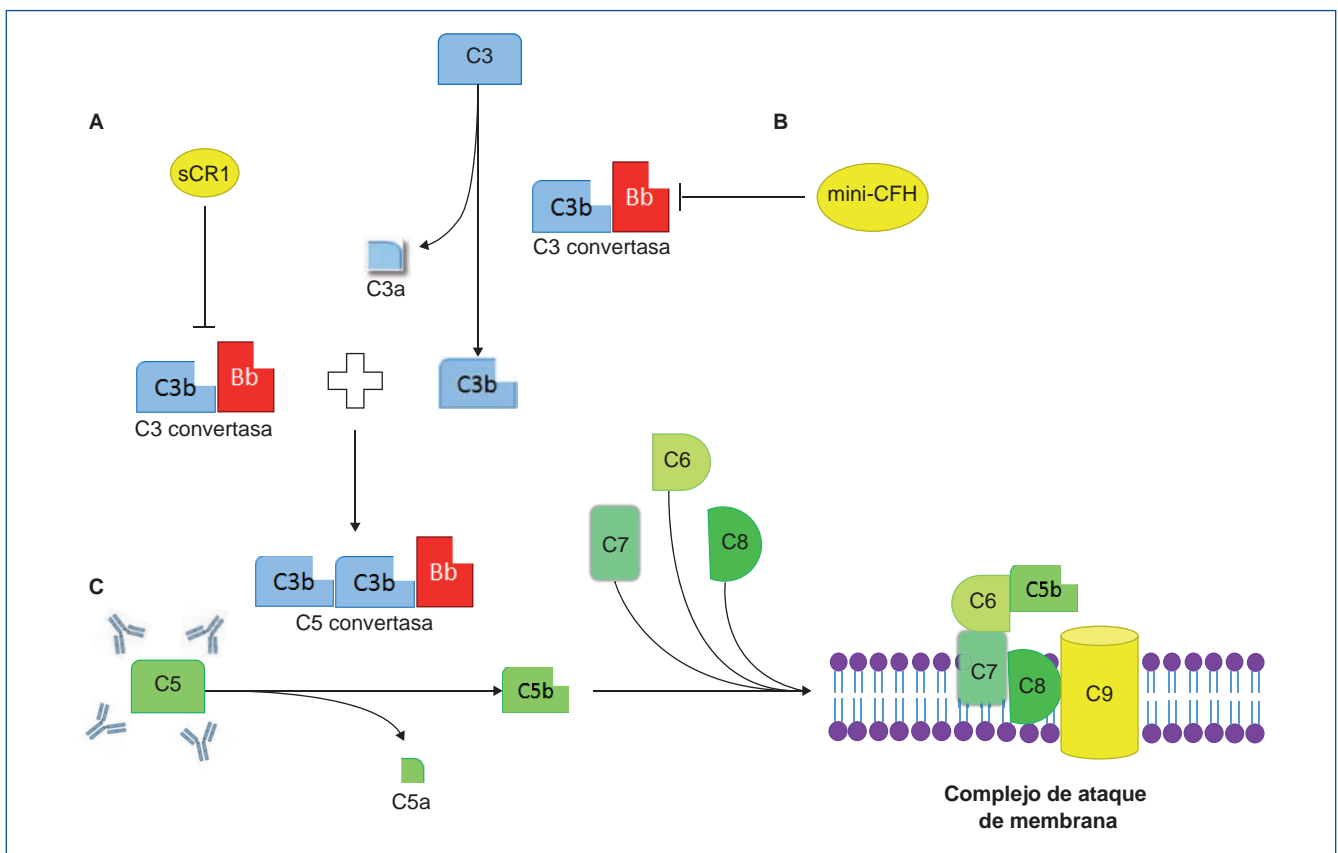 C3
A
B
sCR1
mini-CFH
C3b
Bb
C3 convertasa
C3a
C3b
Bb
C3 convertasa
C3b
C6
C7
C8
C3b
C3b
Bb
C5 convertasa
C
C5
C5b
C5a
C6
C5b
C7
C8
C9
Complejo de ataque
de membrana